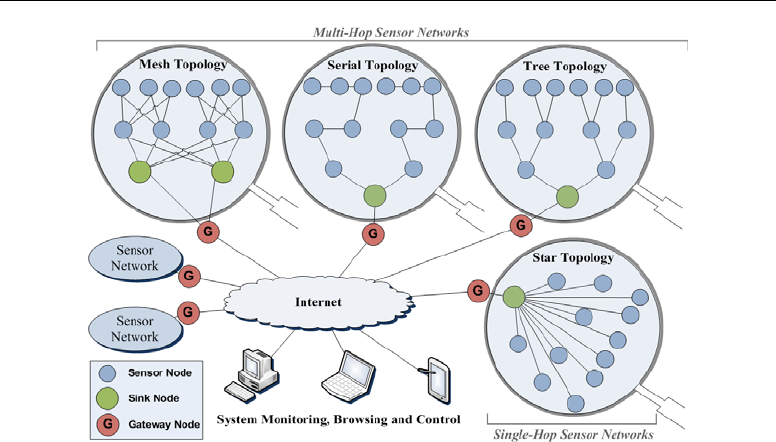 Multi-Hop Sensor Networks
Mesh Topology
Serial Topology
Tree Topology
G
G
G
Sensor
Network
G
Star Topology
G
Internet
Sensor
Network
G
Sensor Node
Sink Node
G Gateway Node
System Monitoring, Browsing and Control
Single-Hop Sensor Networks